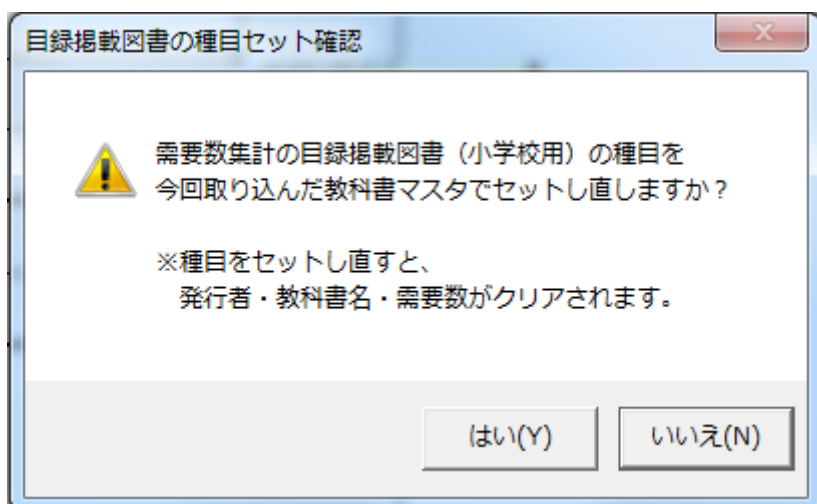 目録掲載図書の種目セット確認
需要数集計の目録掲載図書（小学校用）の種目を
今回取り込んだ教科書マスタでセットし直しますか？
※種目をセットし直すと、
発行者・教科書名・需要数がクリアされます。
はい(Y)
いいえ(N)